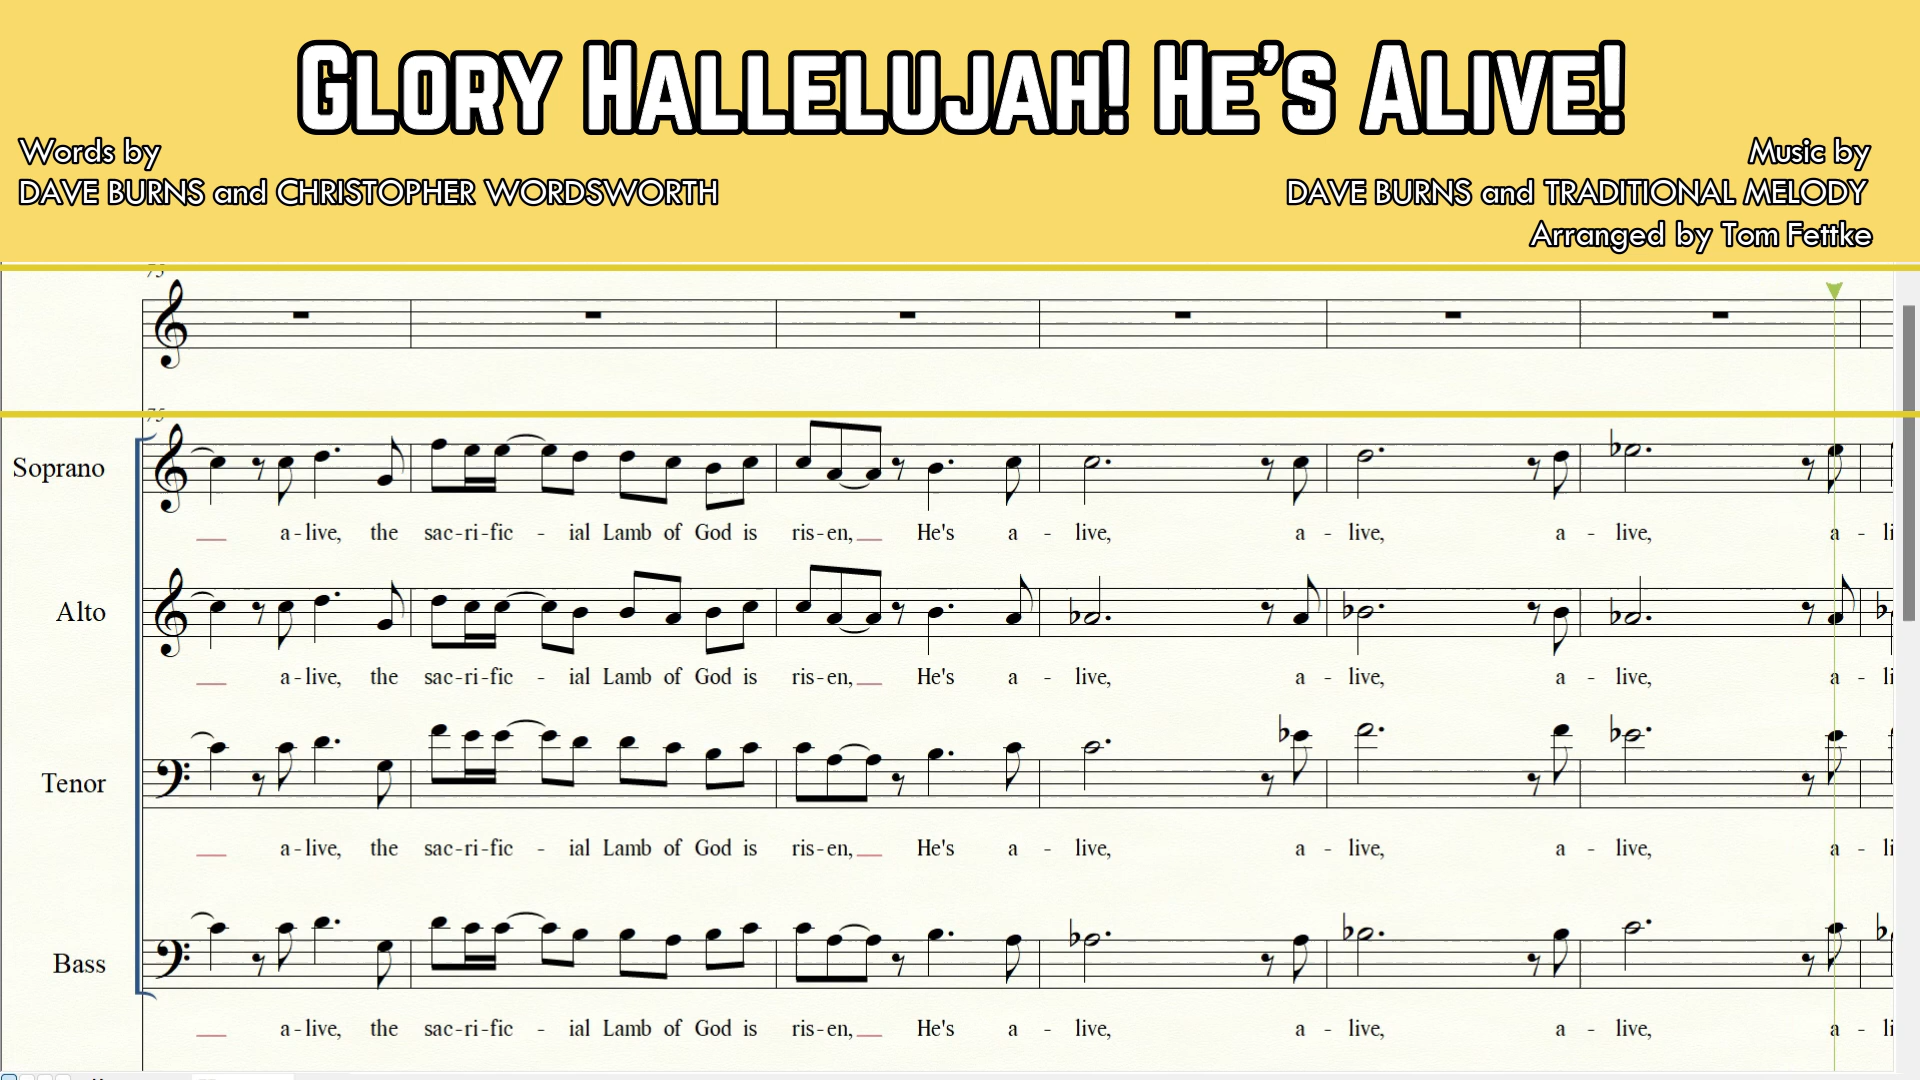 GLORY HALLELUJAH! HE'S ALIVE!
Words by
DAVE BURNS and CHRISTOPHER WORDSWORTH
Music by
DAVE BURNS and TRADITIONAL MELODY
Arranged by Tom Fettke
75
75
Soprano
a - live, the sac - ri - fic - ial Lamb of God is ris - en, He's a - live, a - live, a - live, a - li
Alto
a - live, the sac - ri - fic - ial Lamb of God is ris - en, He's a - live, a - live, a - live, a - li
Tenor
a - live, the sac - ri - fic - ial Lamb of God is ris - en, He's a - live, a - live, a - live, a - li
Bass
a - live, the sac - ri - fic - ial Lamb of God is ris - en, He's a - live, a - live, a - live, a - li